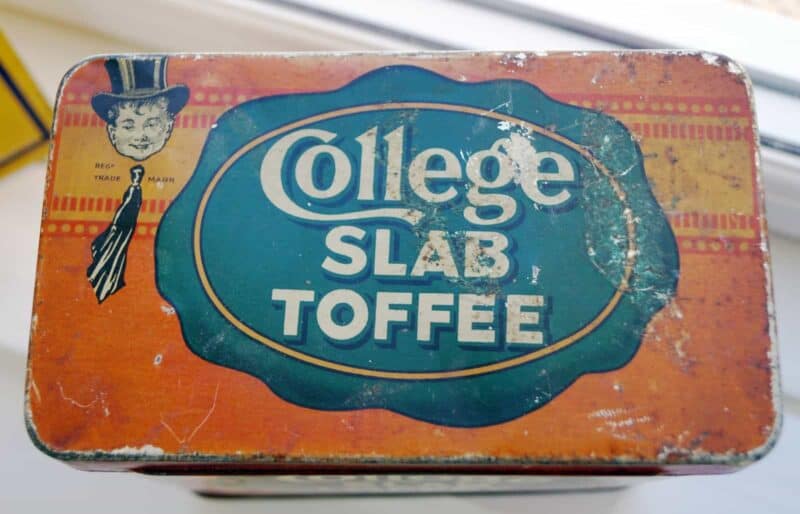 REGD
TRADE MARK
College
SLAB
TOFFEE